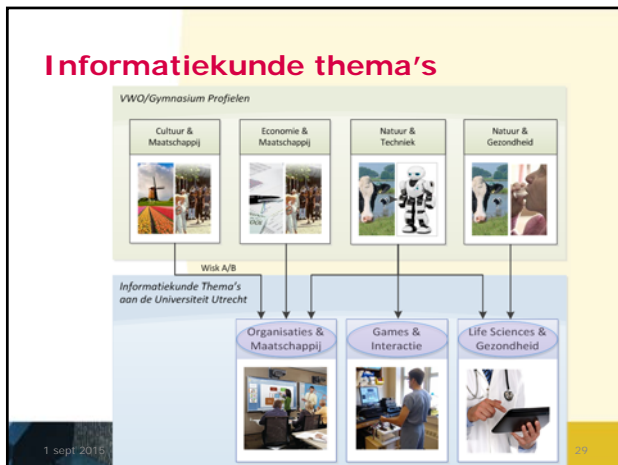 Informatiekunde thema's
VWO/Gymnasium Profielen
Cultuur &
Maatschappij
Economie &
Maatschappij
Natuur &
Techniek
Natuur &
Gezondheid
Wisk A/B
Informatiekunde Thema's
aan de Universiteit Utrecht
Organisaties &
Maatschappij
Games &
Interactie
Life Sciences &
Gezondheid
1 sept 2015
29